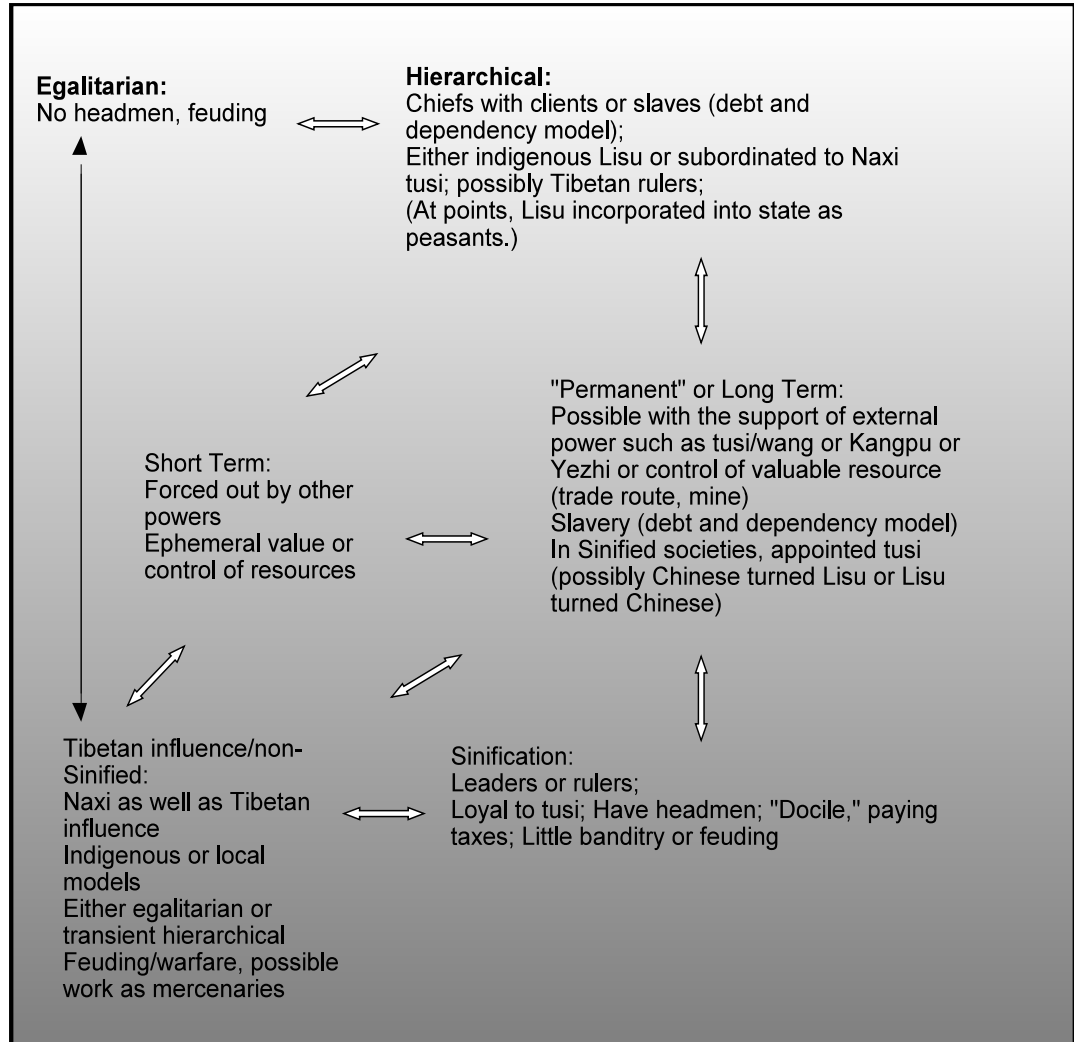 Egalitarian:
No headmen, feuding
Hierarchical:
Chiefs with clients or slaves (debt and
dependency model);
Either indigenous Lisu or subordinated to Naxi
tusi; possibly Tibetan rulers;
(At points, Lisu incorporated into state as
peasants.)
Short Term:
Forced out by other
powers
Ephemeral value or
control of resources
"Permanent" or Long Term:
Possible with the support of external
power such as tusi/wang or Kangpu or
Yezhi or control of valuable resource
(trade route, mine)
Slavery (debt and dependency model)
In Sinified societies, appointed tusi
(possibly Chinese turned Lisu or Lisu
turned Chinese)
Tibetan influence/non-
Sinified:
Naxi as well as Tibetan
influence
Indigenous or local
models
Either egalitarian or
transient hierarchical
Feuding/warfare, possible
work as mercenaries
Sinification:
Leaders or rulers;
Loyal to tusi; Have headmen; "Docile," paying
taxes; Little banditry or feuding